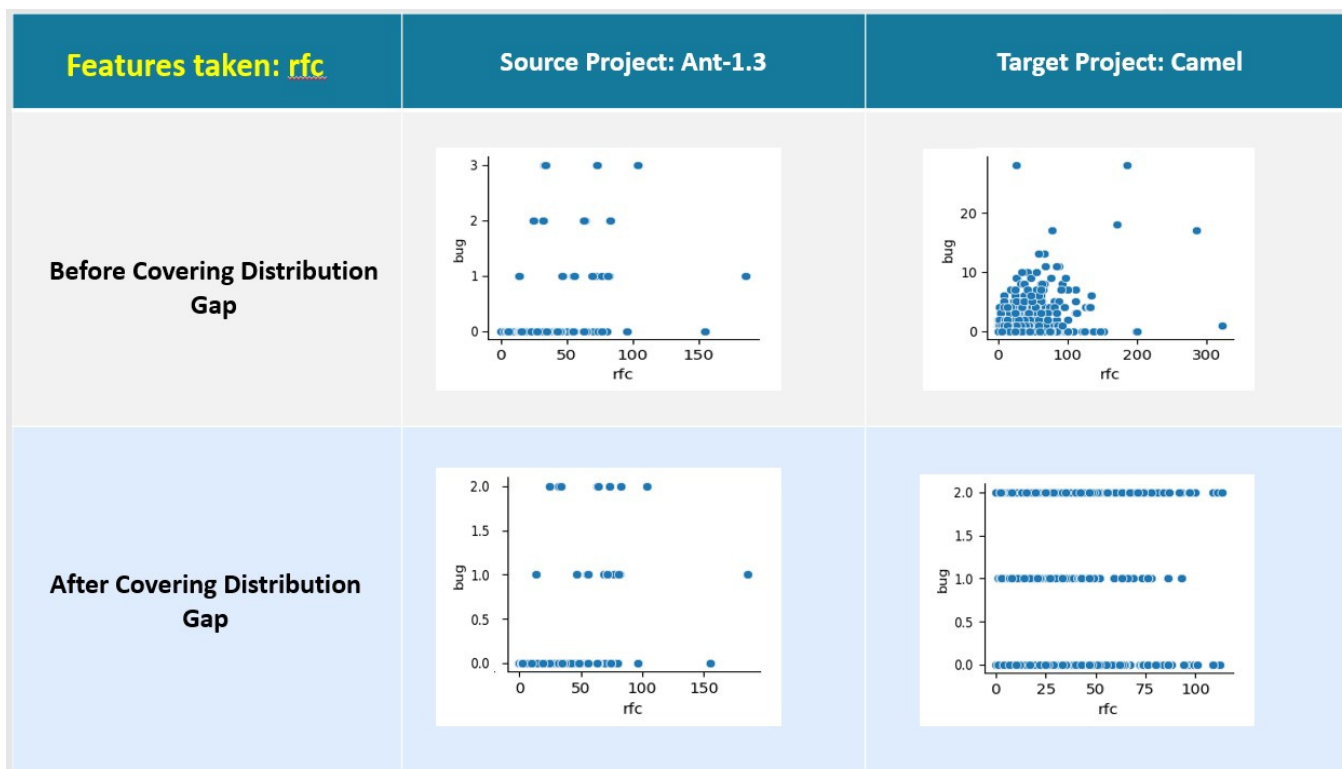 Features taken: rfc
Source Project: Ant-1.3
Target Project: Camel
Before Covering Distribution
Gap
3
2
1
0
bug
0 50 100 150
rfc
20
10
0
bug
0 100 200 300
rfc
After Covering Distribution
Gap
2.0
1.5
1.0
0.5
0.0
bug
0 50 100 150
rfc
2.0
1.5
1.0
0.5
0.0
bug
0 25 50 75 100
rfc